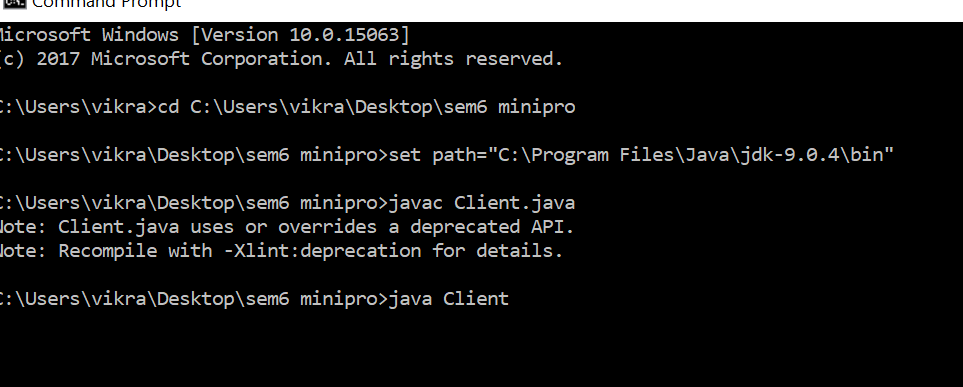 Command Prompt
Microsoft Windows [Version 10.0.15063]
(c) 2017 Microsoft Corporation. All rights reserved.
C:\Users\vikra>cd C:\Users\vikra\Desktop\sem6 minipro
C:\Users\vikra\Desktop\sem6 minipro>set path="C:\Program Files\Java\jdk-9.0.4\bin"
C:\Users\vikra\Desktop\sem6 minipro>javac Client.java
Note: Client.java uses or overrides a deprecated API.
Note: Recompile with -Xlint:deprecation for details.
C:\Users\vikra\Desktop\sem6 minipro>java Client